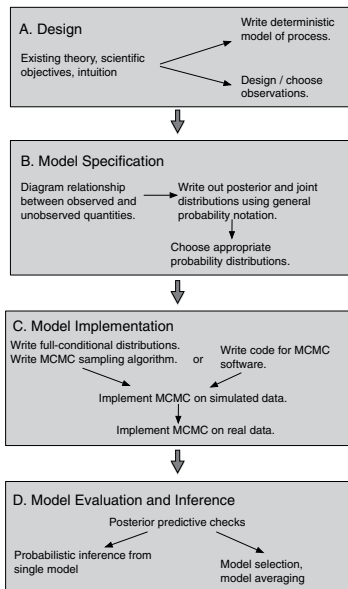 A. Design
Write deterministic
model of process.
Existing theory, scientific
objectives, intuition
Design / choose
observations.
B. Model Specification
Diagram relationship
between observed and
unobserved quantities.
Write out posterior and joint
distributions using general
probability notation.
Choose appropriate
probability distributions.
C. Model Implementation
Write full-conditional distributions.
Write MCMC sampling algorithm.
or
Write code for MCMC
software.
Implement MCMC on simulated data.
Implement MCMC on real data.
D. Model Evaluation and Inference
Posterior predictive checks
Probabilistic inference from
single model
Model selection,
model averaging